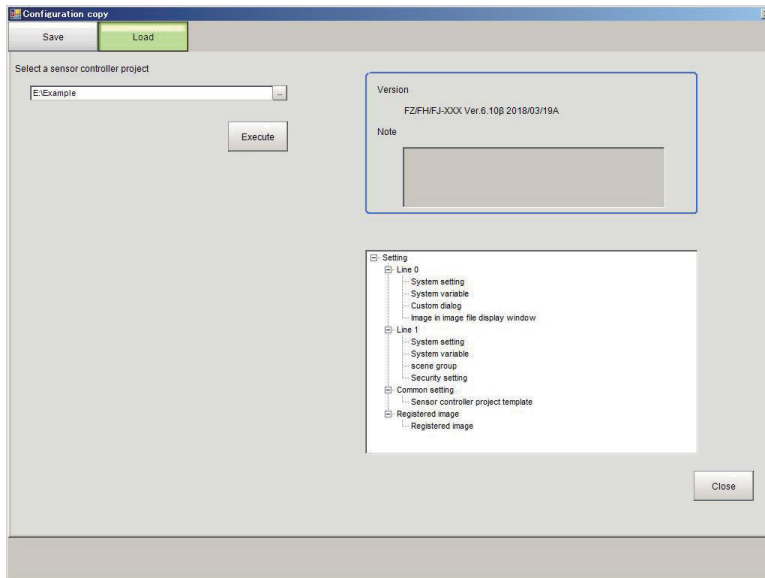 Configuration copy
Save
Load
Select a sensor controller project
E:\Example
...
Execute
Version
FZ/FH/FJ-XXX Ver.6.10β 2018/03/19A
Note
Setting
Line 0
System setting
System variable
Custom dialog
Image in image file display window
Line 1
System setting
System variable
scene group
Security setting
Common setting
Sensor controller project template
Registered image
Registered image
Close